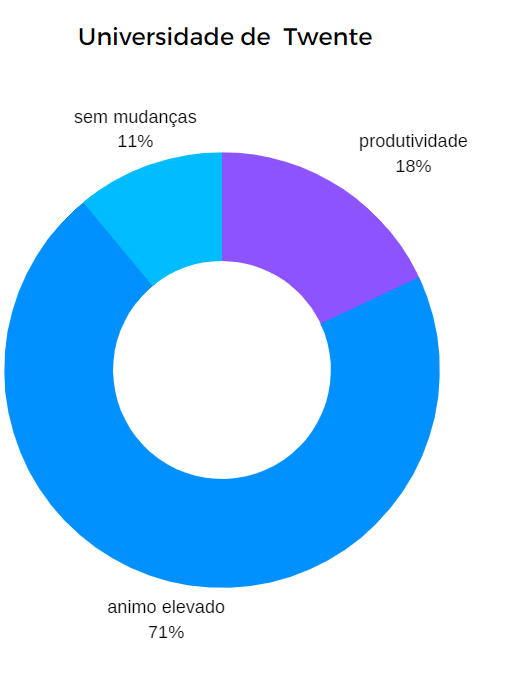 Universidade de Twente
sem mudanças
11%
produtividade
18%
animo elevado
71%